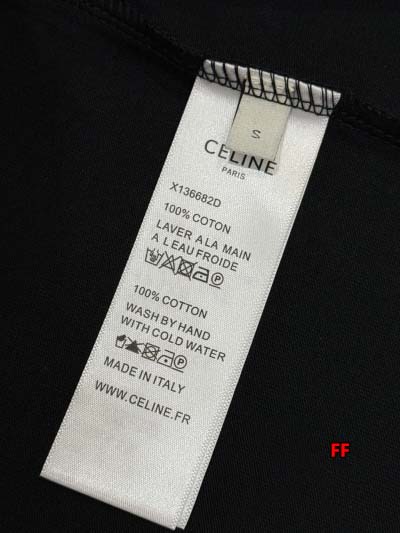 S
CELINE
PARIS
X136682D
100% COTON
LAVER A LA MAIN
A LEAU FROIDE
100% COTTON
WASH BY HAND
WITH COLD WATER
MADE IN ITALY
WWW.CELINE.FR
FF